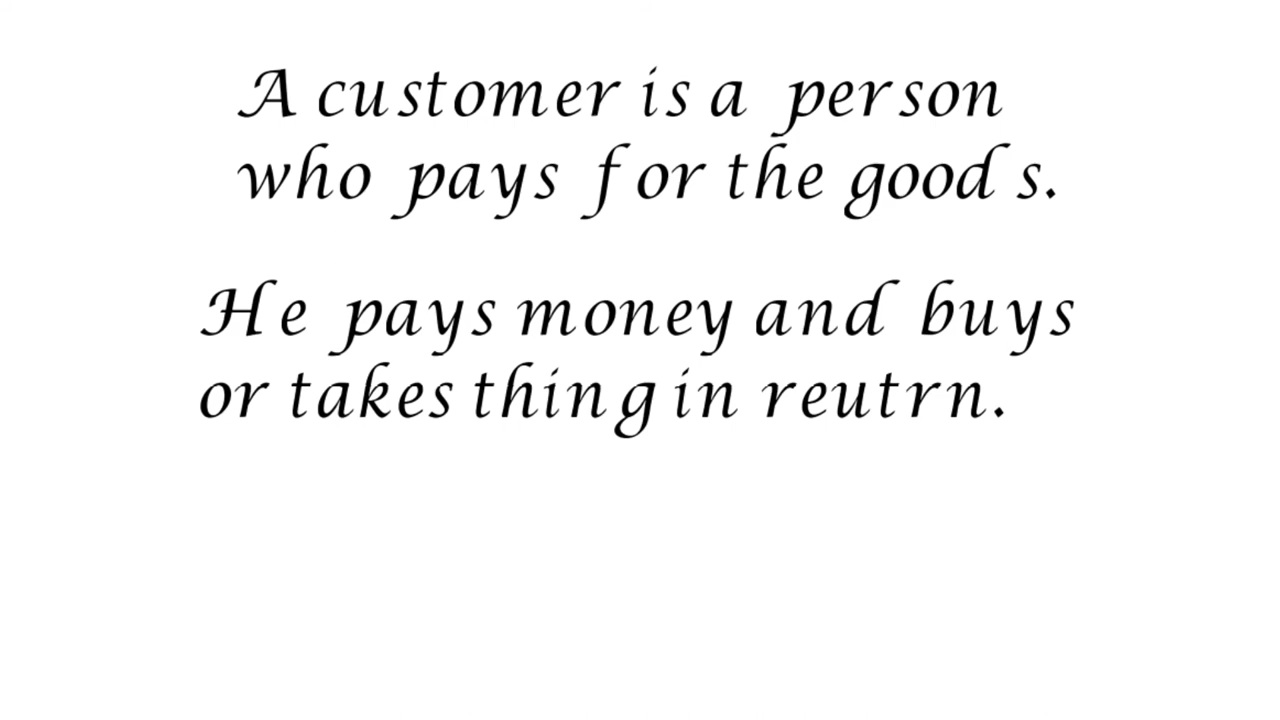 A customer is a person
who pays for the goods.
He pays money and buys
or takes thing in reutrn.